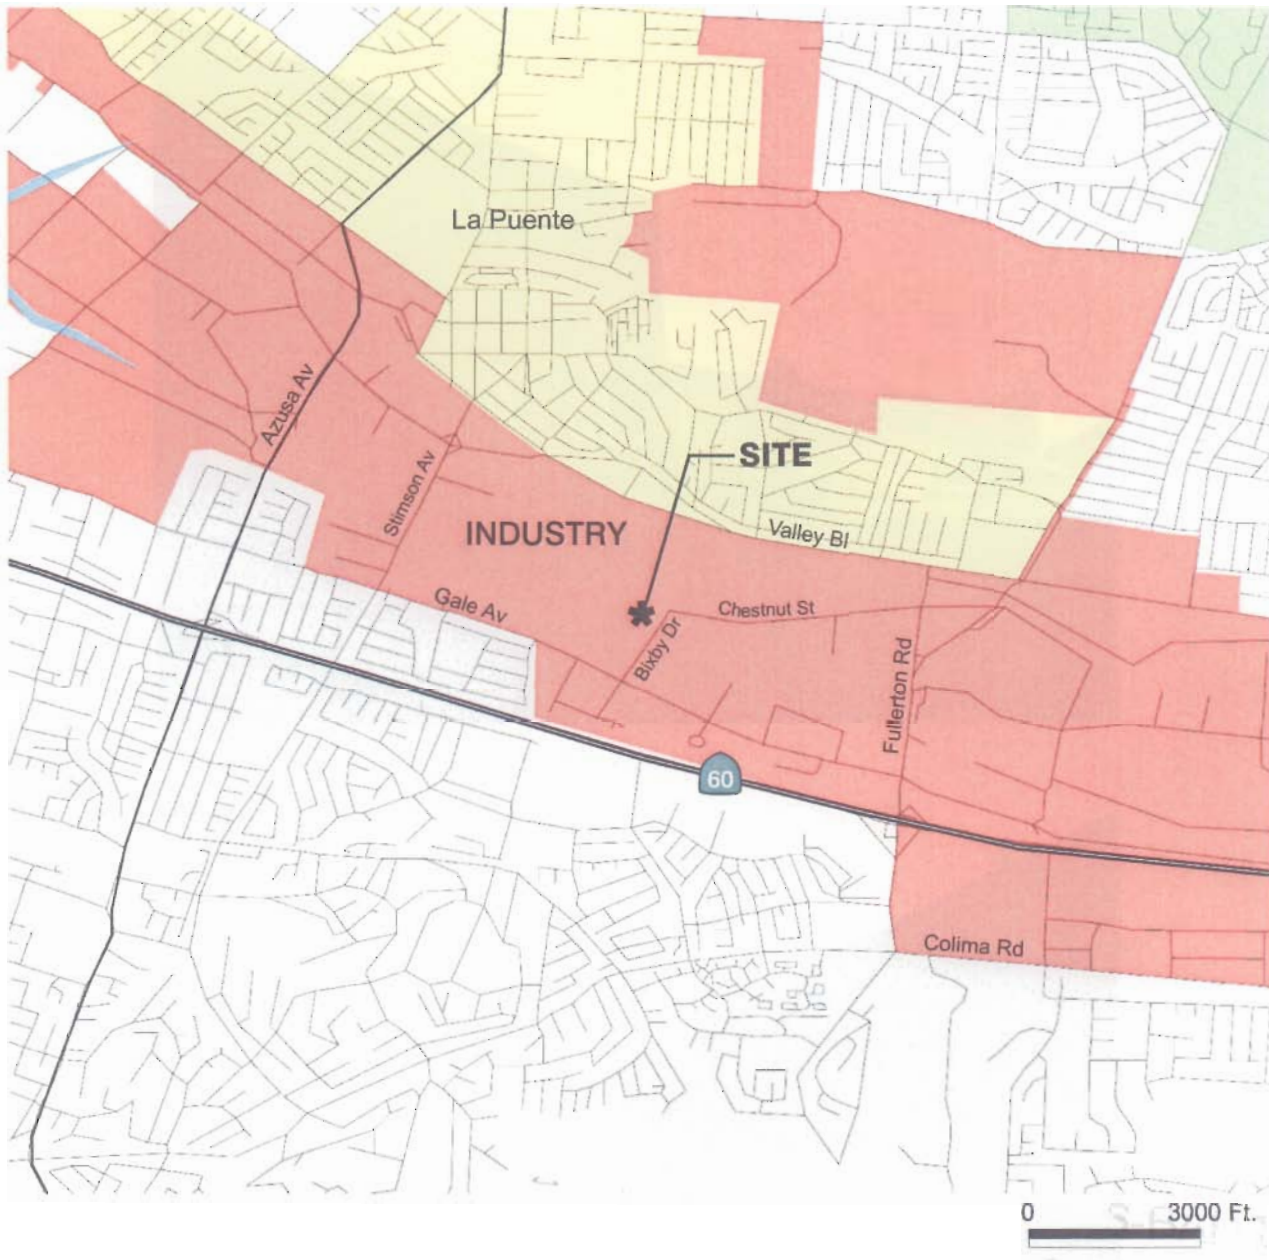 La Puente
Azusa Av
Stimson Av
SITE
INDUSTRY
Valley Bl
Gale Av
Chestnut St
Bixby Dr
Fullerton Rd
60
Colima Rd
0 3000 Ft.